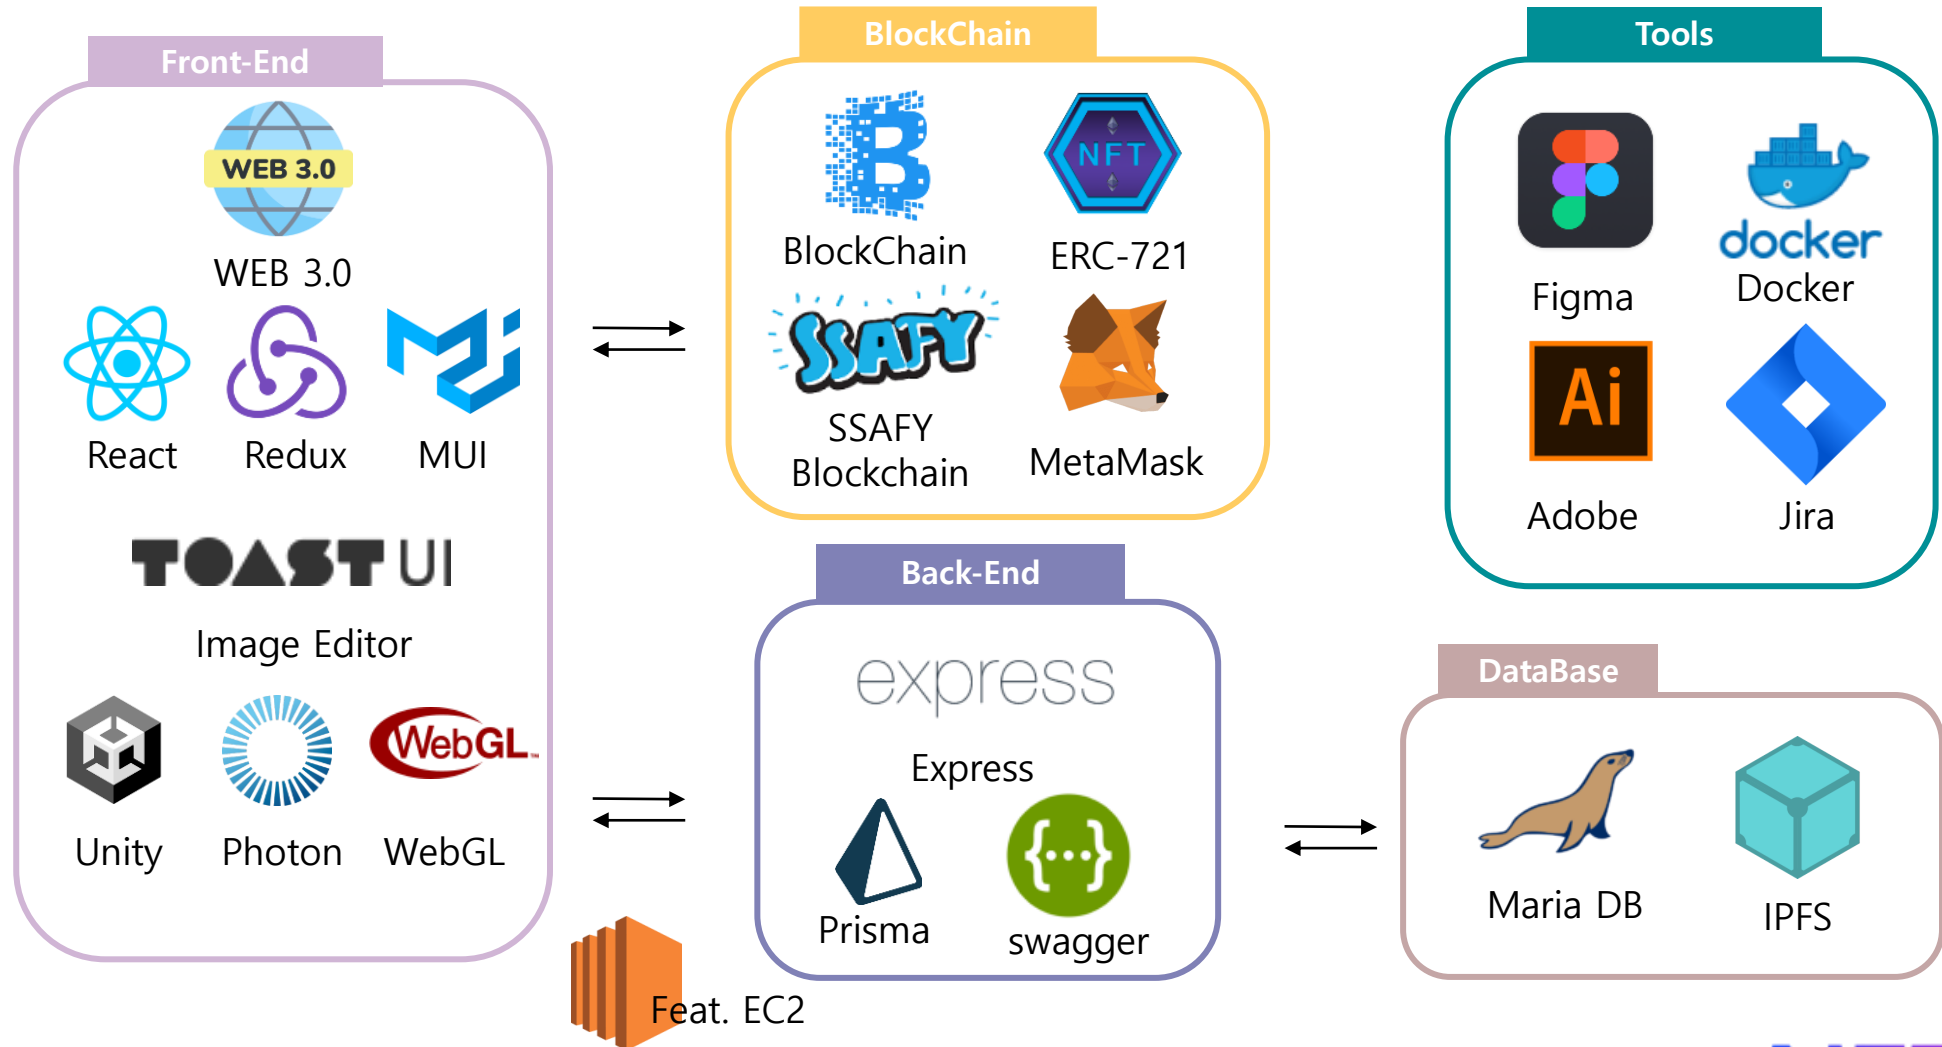 Front-End
WEB 3.0
WEB 3.0
React
Redux
MUI
TOAST UI
Image Editor
WebGL
Unity
Photon
WebGL
BlockChain
NFT
BlockChain
ERC-721
SSAFY
SSAFY
Blockchain
MetaMask
Tools
docker
Figma
Docker
Ai
Adobe
Jira
Back-End
express
Express
Prisma
swagger
DataBase
Maria DB
IPFS
Feat. EC2